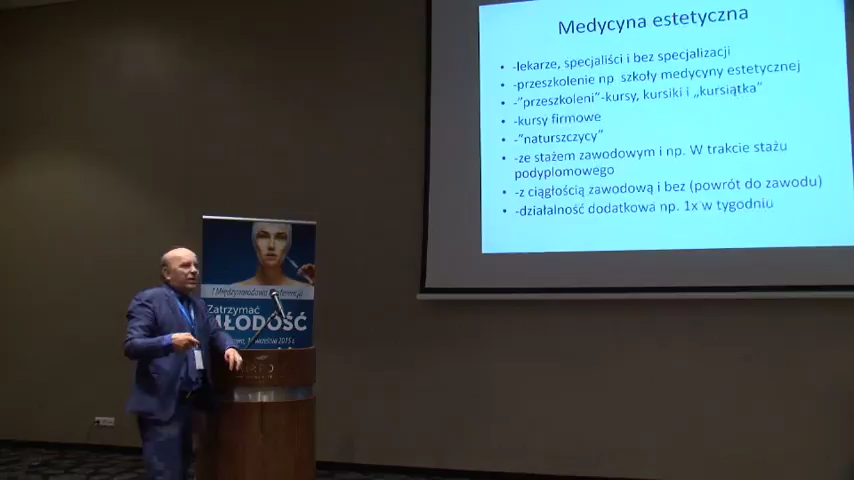 Medycyna estetyczna
• -lekarze, specjaliści i bez specjalizacji
• -przeszkolenie np szkoły medycyny estetycznej
• -"przeszkoleni"-kursy, kursiki i „kursiątka”
• -kursy firmowe
• -"naturszczycy"
• -ze stażem zawodowym i np. W trakcie stażu
podyplomowego
• -z ciągłością zawodową i bez (powrót do zawodu)
• -działalność dodatkowa np. 1x w tygodniu
I Międzynarodowa
Zatrzymać
MŁODOŚĆ
września 2015 r.